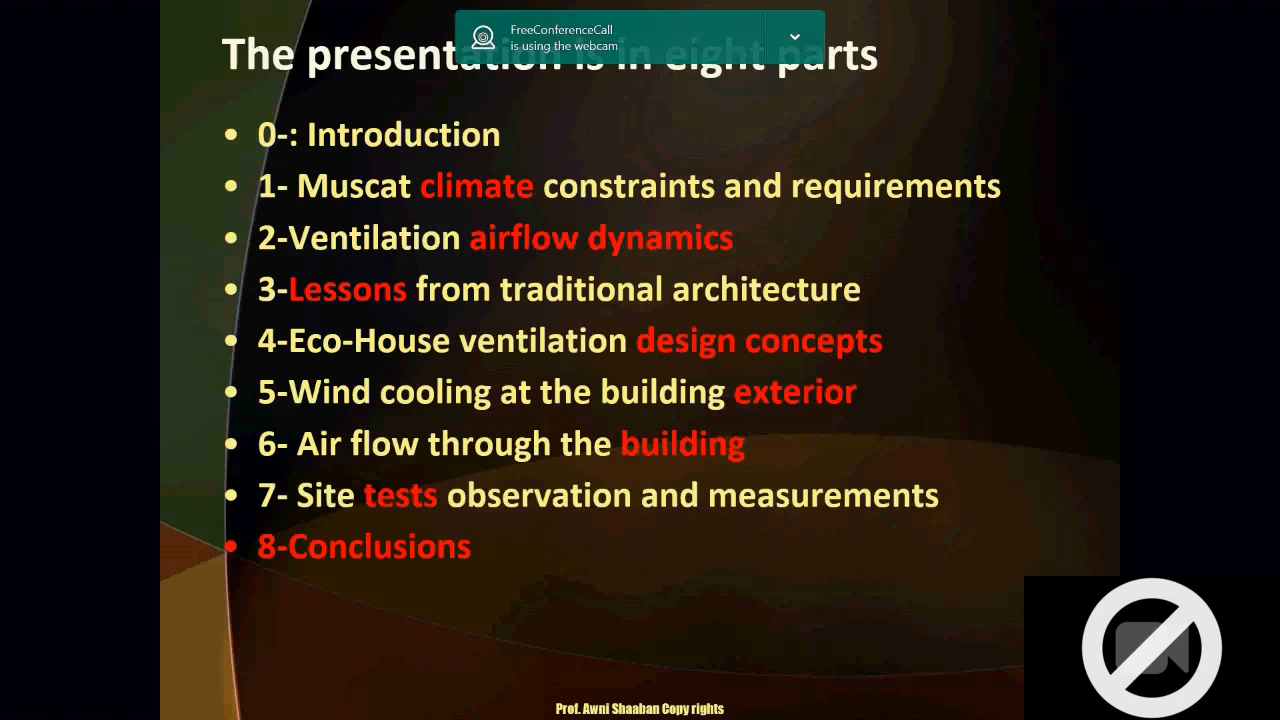 FreeConferenceCall
is using the webcam
The presentation is in eight parts
• 0-: Introduction
• 1- Muscat climate constraints and requirements
• 2-Ventilation airflow dynamics
• 3-Lessons from traditional architecture
• 4-Eco-House ventilation design concepts
• 5-Wind cooling at the building exterior
• 6- Air flow through the building
• 7- Site tests observation and measurements
• 8-Conclusions
Prof. Awni Shaaban Copy rights